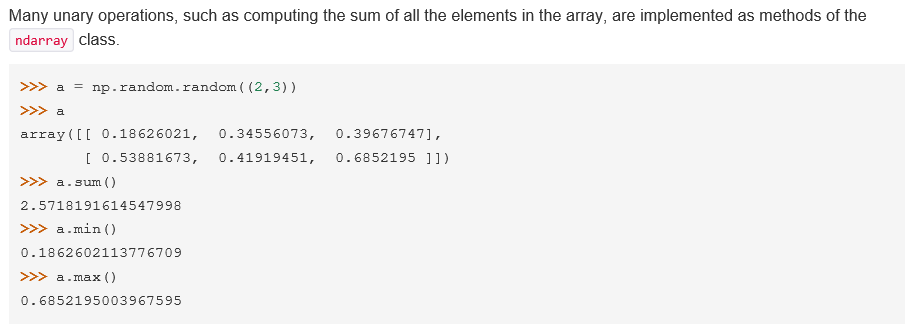 Many unary operations, such as computing the sum of all the elements in the array, are implemented as methods of the
ndarray class.
>>> a = np.random.random((2,3))
>>> a
array([[ 0.18626021,  0.34556073,  0.39676747],
       [ 0.53881673,  0.41919451,  0.6852195 ]])
>>> a.sum()
2.5718191614547998
>>> a.min()
0.1862602113776709
>>> a.max()
0.6852195003967595